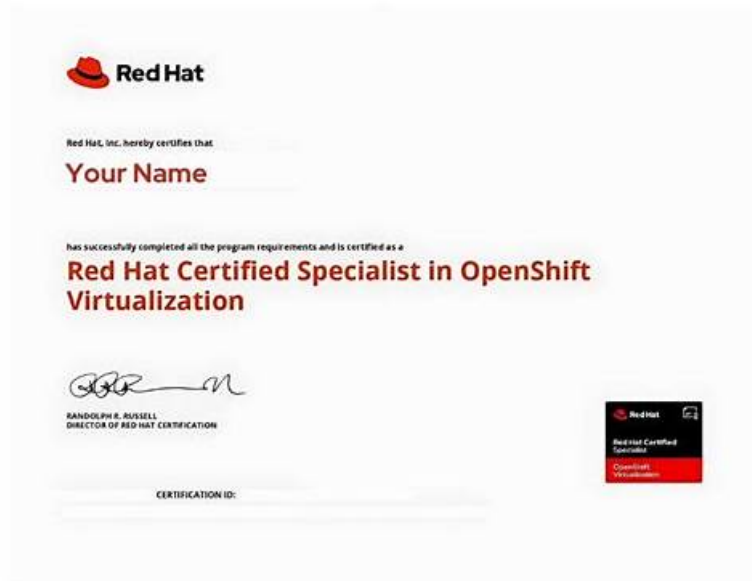 Red Hat
Red Hat, Inc. hereby certifies that
Your Name
has successfully completed all the program requirements and is certified as a
Red Hat Certified Specialist in OpenShift
Virtualization
RANDOLPH R. RUSSELL
DIRECTOR OF RED HAT CERTIFICATION
Red Hat
Red Hat Certified
Specialist
OpenShift
Virtualization
CERTIFICATION ID: